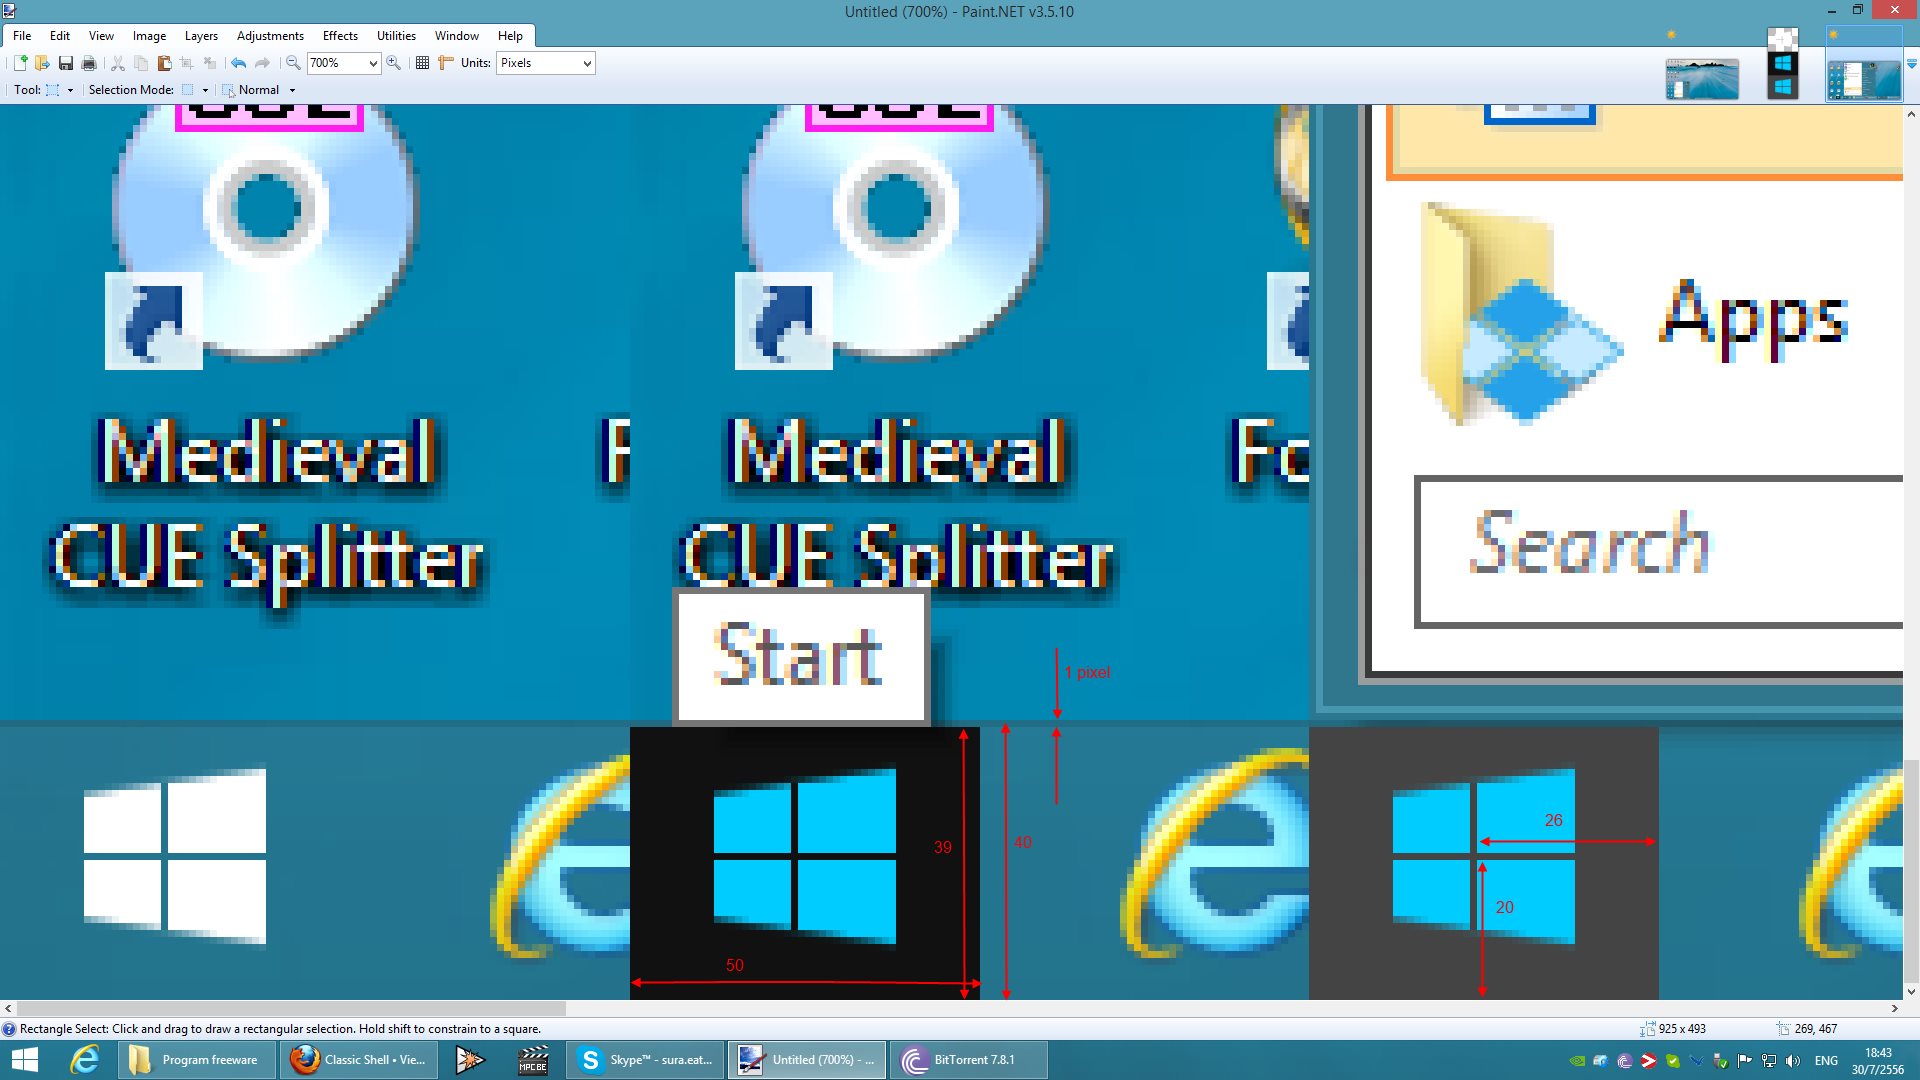 Untitled (700%) - Paint.NET v3.5.10
File Edit View Image Layers Adjustments Effects Utilities Window Help
700% Units: Pixels
Tool: Selection Mode: Normal
Apps
Medieval
CUE Splitter
Medieval
CUE Splitter
Fo
Search
Start
1 pixel
39
40
50
26
20
Rectangle Select: Click and drag to draw a rectangular selection. Hold shift to constrain to a square.
925 x 493
269, 467
Program freeware
Classic Shell • Vie...
MPC BE
Skype™ - sura.eat...
Untitled (700%) - ...
BitTorrent 7.8.1
ENG
18:43
30/7/2556